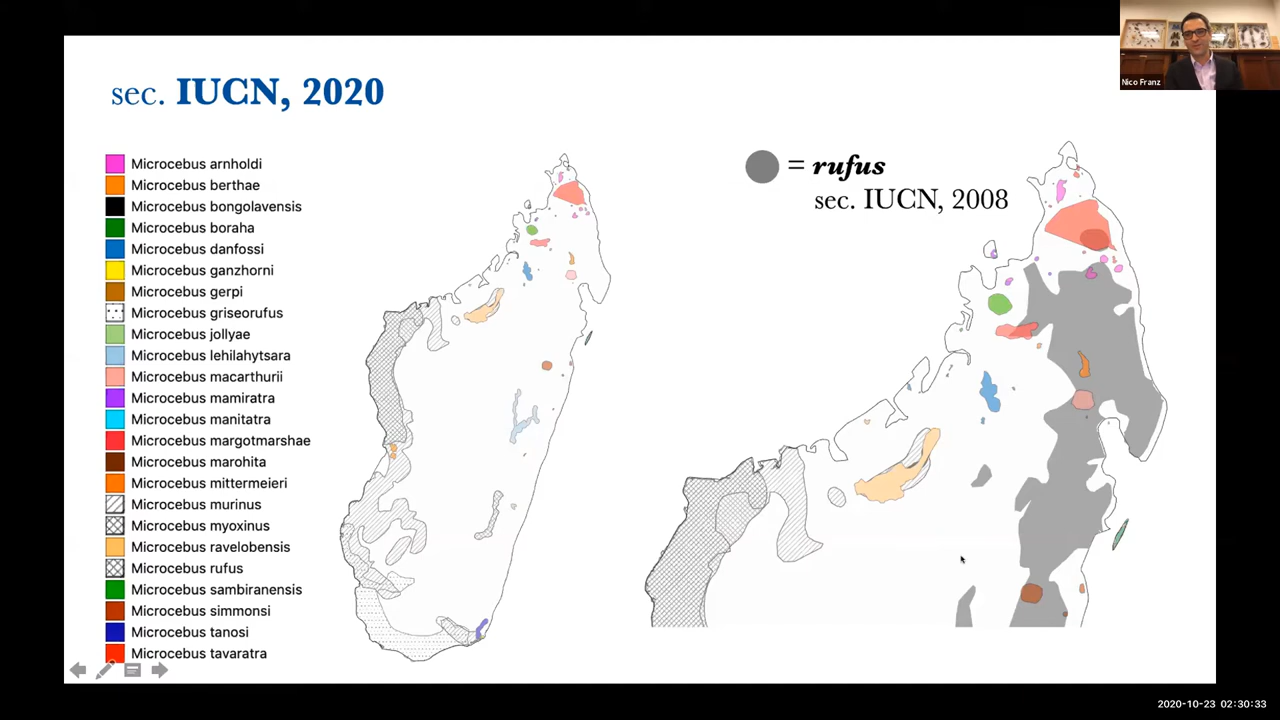 Nico Franz
sec. IUCN, 2020
Microcebus arnholdi
Microcebus berthae
Microcebus bongolavensis
Microcebus boraha
Microcebus danfossi
Microcebus ganzhorni
Microcebus gerpi
Microcebus griseorufus
Microcebus jollyae
Microcebus lehilahytsara
Microcebus macarthurii
Microcebus mamiratra
Microcebus manitatra
Microcebus margotmarshae
Microcebus marohita
Microcebus mittermeieri
Microcebus murinus
Microcebus myoxinus
Microcebus ravelobensis
Microcebus rufus
Microcebus sambiranensis
Microcebus simmonsi
Microcebus tanosi
Microcebus tavaratra
= rufus
sec. IUCN, 2008
2020-10-23 02:30:33